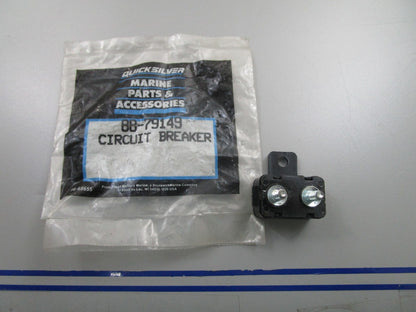 QUICKSILVER
MARINE
PARTS &
ACCESSORIES
88-79149
CIRCUIT BREAKER